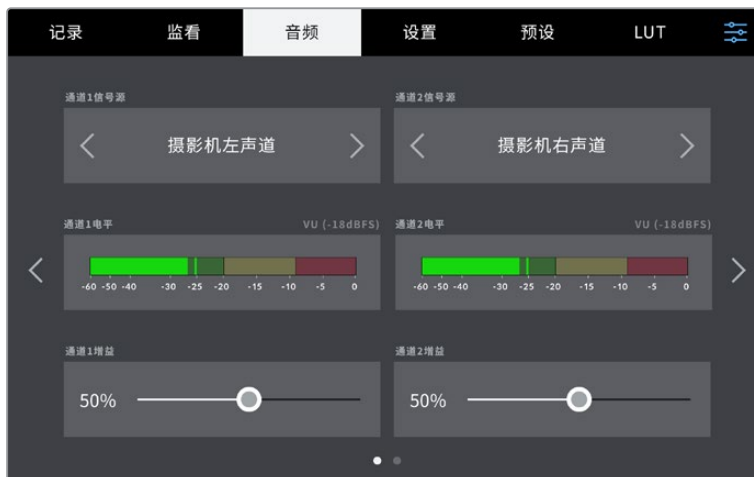 记录 监看 音频 设置 预设 LUT
通道1信号源 通道2信号源
摄影机左声道 摄影机右声道
通道1电平 VU (-18dBFS) 通道2电平 VU (-18dBFS)
-60 -50 -40 -30 -25 -20 -15 -10 -5 0 -60 -50 -40 -30 -25 -20 -15 -10 -5 0
通道1增益 通道2增益
50% 50%